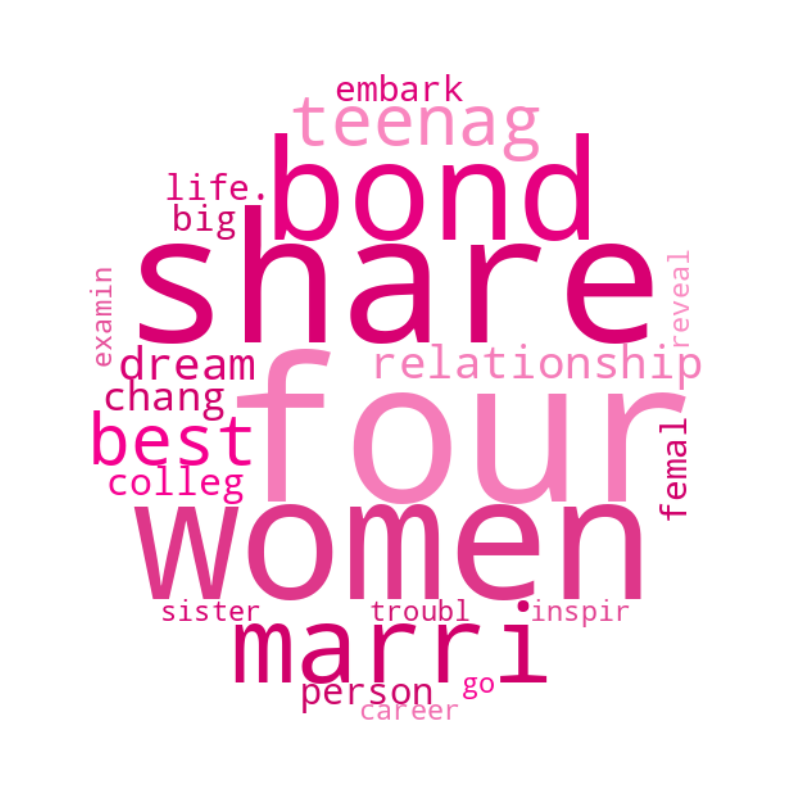 embark
teenag
bond
life.
big
share
reveal
examin
dream
relationship
chang
four
best
femal
colleg
women
sister
troubl
inspir
marri
person
go
career